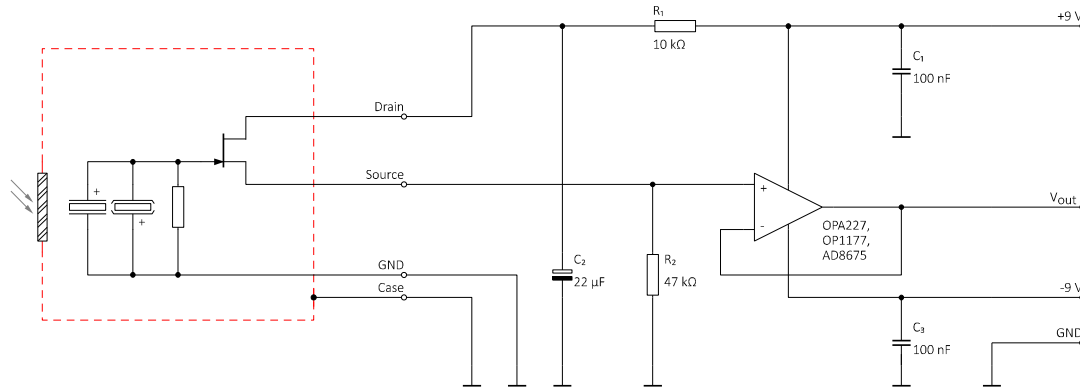 R₁
+9 V
10 kΩ
C₁
100 nF
Drain
+
Source
+
Vout
+
-
OPA227,
OP1177,
AD8675
GND
C₂
22 µF
R₂
47 kΩ
Case
-9 V
C₃
100 nF
GND